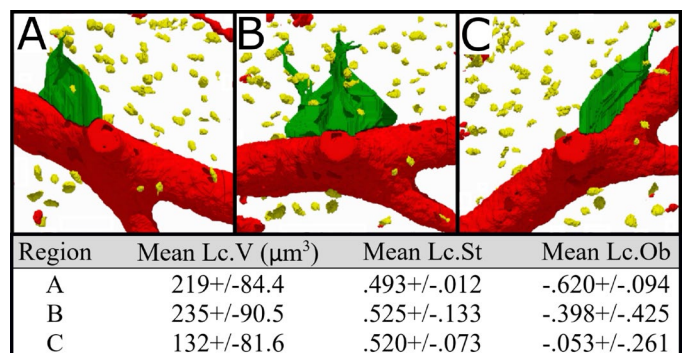 A B C
Region Mean Lc.V (μm³) Mean Lc.St Mean Lc.Ob
A 219+/-84.4 .493+/-.012 -.620+/-.094
B 235+/-90.5 .525+/-.133 -.398+/-.425
C 132+/-81.6 .520+/-.073 -.053+/-.261